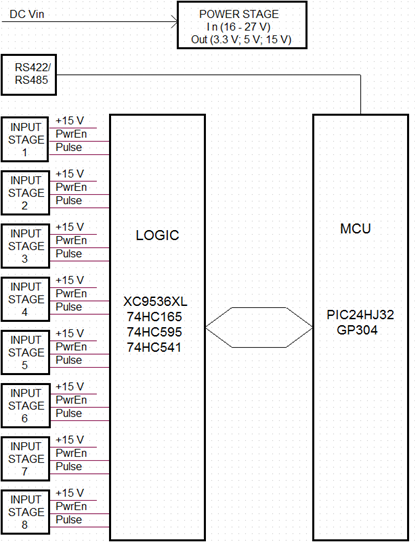 DC Vin
POWER STAGE
In (16 - 27 V)
Out (3.3 V; 5 V; 15 V)
RS422/
RS485
INPUT
STAGE
1
+15 V
PwrEn
Pulse
INPUT
STAGE
2
+15 V
PwrEn
Pulse
INPUT
STAGE
3
+15 V
PwrEn
Pulse
INPUT
STAGE
4
+15 V
PwrEn
Pulse
INPUT
STAGE
5
+15 V
PwrEn
Pulse
INPUT
STAGE
6
+15 V
PwrEn
Pulse
INPUT
STAGE
7
+15 V
PwrEn
Pulse
INPUT
STAGE
8
+15 V
PwrEn
Pulse
LOGIC
XC9536XL
74HC165
74HC595
74HC541
MCU
PIC24HJ32
GP304